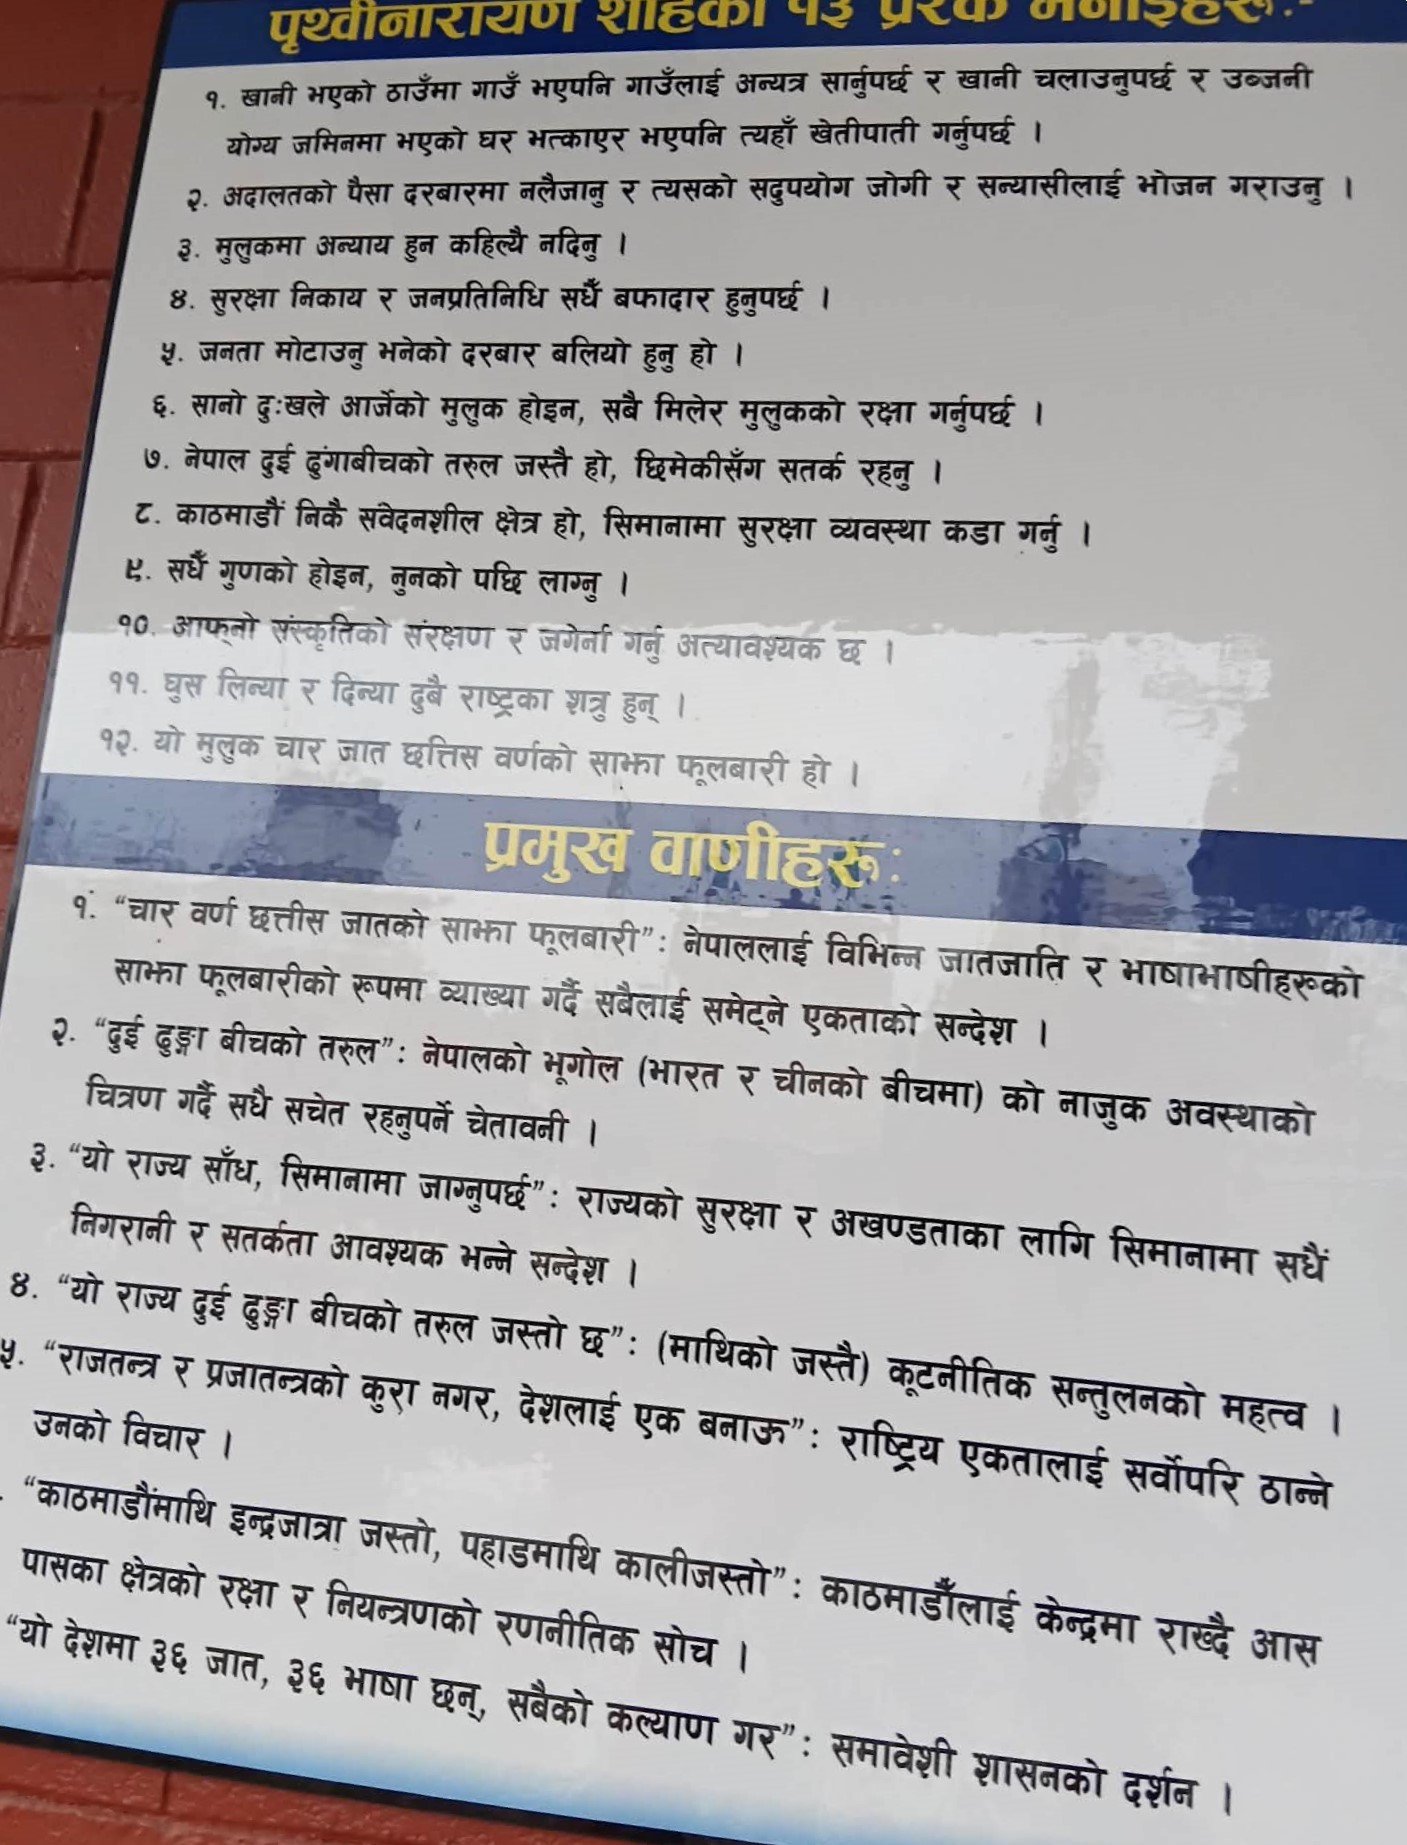 पृथ्वीनारायण शाहका १३ प्रेरक भनाइहरू:-
१. खानी भएको ठाउँमा गाउँ भएपनि गाउँलाई अन्यत्र सार्नुपर्छ र खानी चलाउनुपर्छ र उब्जनी
योग्य जमिनमा भएको घर भत्काएर भएपनि त्यहाँ खेतीपाती गर्नुपर्छ ।
२. अदालतको पैसा दरबारमा नलैजानु र त्यसको सदुपयोग जोगी र सन्यासीलाई भोजन गराउनु ।
३. मुलुकमा अन्याय हुन कहिल्यै नदिनु ।
४. सुरक्षा निकाय र जनप्रतिनिधि सधैँ बफादार हुनुपर्छ ।
५. जनता मोटाउनु भनेको दरबार बलियो हुनु हो ।
६. सानो दुःखले आर्जेको मुलुक होइन, सबै मिलेर मुलुकको रक्षा गर्नुपर्छ ।
७. नेपाल दुई ढुंगाबीचको तरुल जस्तै हो, छिमेकीसँग सतर्क रहनु ।
८. काठमाडौं निकै संवेदनशील क्षेत्र हो, सिमानामा सुरक्षा व्यवस्था कडा गर्नु ।
९. सधैँ गुणको होइन, नुनको पछि लाग्नु ।
१०. आफ्‌नो संस्कृतिको संरक्षण र जगेर्ना गर्नु अत्यावश्यक छ ।
११. घुस लिन्या र दिन्या दुबै राष्ट्रका शत्रु हुन् ।
१२. यो मुलुक चार जात छत्तिस वर्णको साझा फूलबारी हो ।
प्रमुख वाणीहरू:
१. “चार वर्ण छत्तीस जातको साझा फूलबारी”: नेपाललाई विभिन्न जातजाति र भाषाभाषीहरूको
साझा फूलबारीको रूपमा व्याख्या गर्दै सबैलाई समेट्ने एकताको सन्देश ।
२. “दुई ढुङ्गा बीचको तरुल”: नेपालको भूगोल (भारत र चीनको बीचमा) को नाजुक अवस्थाको
चित्रण गर्दै सधै सचेत रहनुपर्ने चेतावनी ।
३. “यो राज्य साँध, सिमानामा जाग्नुपर्छ”: राज्यको सुरक्षा र अखण्डताका लागि सिमानामा सधैं
निगरानी र सतर्कता आवश्यक भन्ने सन्देश ।
४. “यो राज्य दुई ढुङ्गा बीचको तरुल जस्तो छ”: (माथिको जस्तै) कूटनीतिक सन्तुलनको महत्व ।
५. “राजतन्त्र र प्रजातन्त्रको कुरा नगर, देशलाई एक बनाऊ”: राष्ट्रिय एकतालाई सर्वोपरि ठान्ने
उनको विचार ।
“काठमाडौंमाथि इन्द्रजात्रा जस्तो, पहाडमाथि कालीजस्तो”: काठमाडौँलाई केन्द्रमा राख्दै आस
पासका क्षेत्रको रक्षा र नियन्त्रणको रणनीतिक सोच ।
“यो देशमा ३६ जात, ३६ भाषा छन्, सबैको कल्याण गर”: समावेशी शासनको दर्शन ।